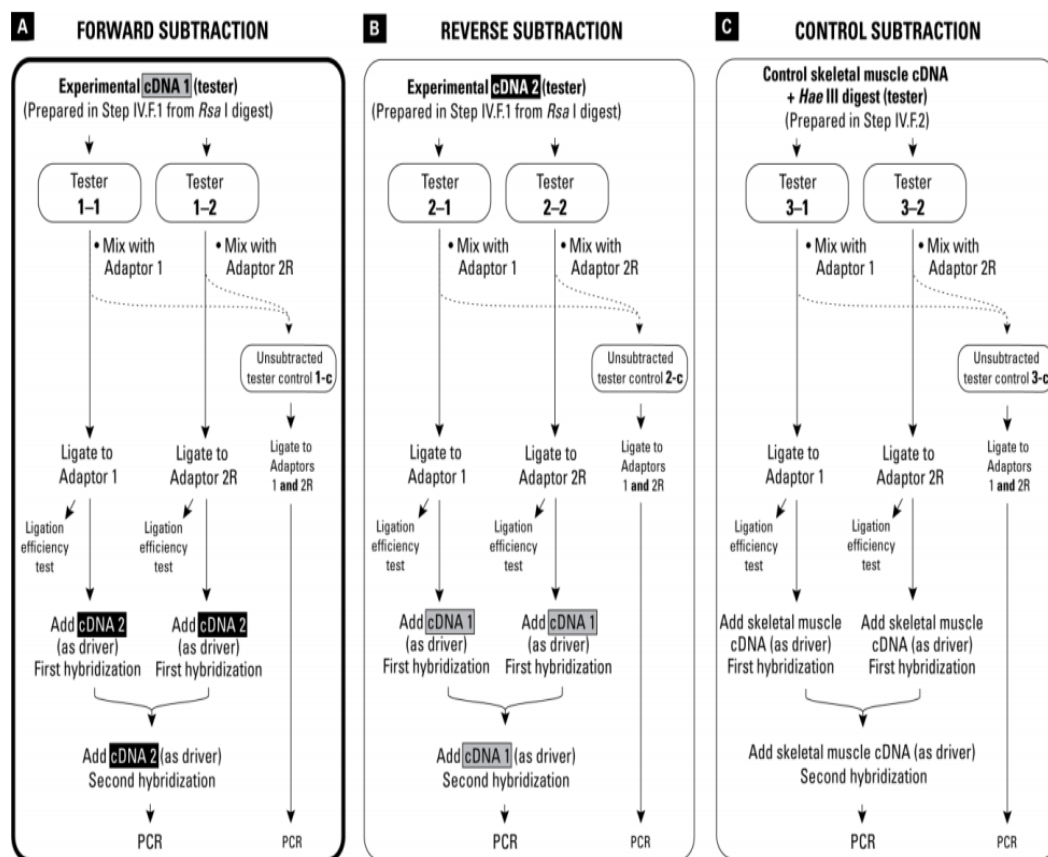 A FORWARD SUBTRACTION
Experimental cDNA 1 (tester)
(Prepared in Step IV.F.1 from Rsa I digest)
Tester
1–1
Tester
1–2
• Mix with
Adaptor 1
• Mix with
Adaptor 2R
Unsubtracted
tester control 1-c
Ligate to
Adaptor 1
Ligate to
Adaptor 2R
Ligate to
Adaptors
1 and 2R
Ligation
efficiency
test
Ligation
efficiency
test
Add cDNA 2
(as driver)
First hybridization
Add cDNA 2
(as driver)
First hybridization
Add cDNA 2 (as driver)
Second hybridization
PCR
PCR
B REVERSE SUBTRACTION
Experimental cDNA 2 (tester)
(Prepared in Step IV.F.1 from Rsa I digest)
Tester
2–1
Tester
2–2
• Mix with
Adaptor 1
• Mix with
Adaptor 2R
Unsubtracted
tester control 2-c
Ligate to
Adaptor 1
Ligate to
Adaptor 2R
Ligate to
Adaptors
1 and 2R
Ligation
efficiency
test
Ligation
efficiency
test
Add cDNA 1
(as driver)
First hybridization
Add cDNA 1
(as driver)
First hybridization
Add cDNA 1 (as driver)
Second hybridization
PCR
PCR
C CONTROL SUBTRACTION
Control skeletal muscle cDNA
+ Hae III digest (tester)
(Prepared in Step IV.F.2)
Tester
3–1
Tester
3–2
• Mix with
Adaptor 1
• Mix with
Adaptor 2R
Unsubtracted
tester control 3-c
Ligate to
Adaptor 1
Ligate to
Adaptor 2R
Ligate to
Adaptors
1 and 2R
Ligation
efficiency
test
Ligation
efficiency
test
Add skeletal muscle
cDNA (as driver)
First hybridization
Add skeletal muscle
cDNA (as driver)
First hybridization
Add skeletal muscle cDNA (as driver)
Second hybridization
PCR
PCR